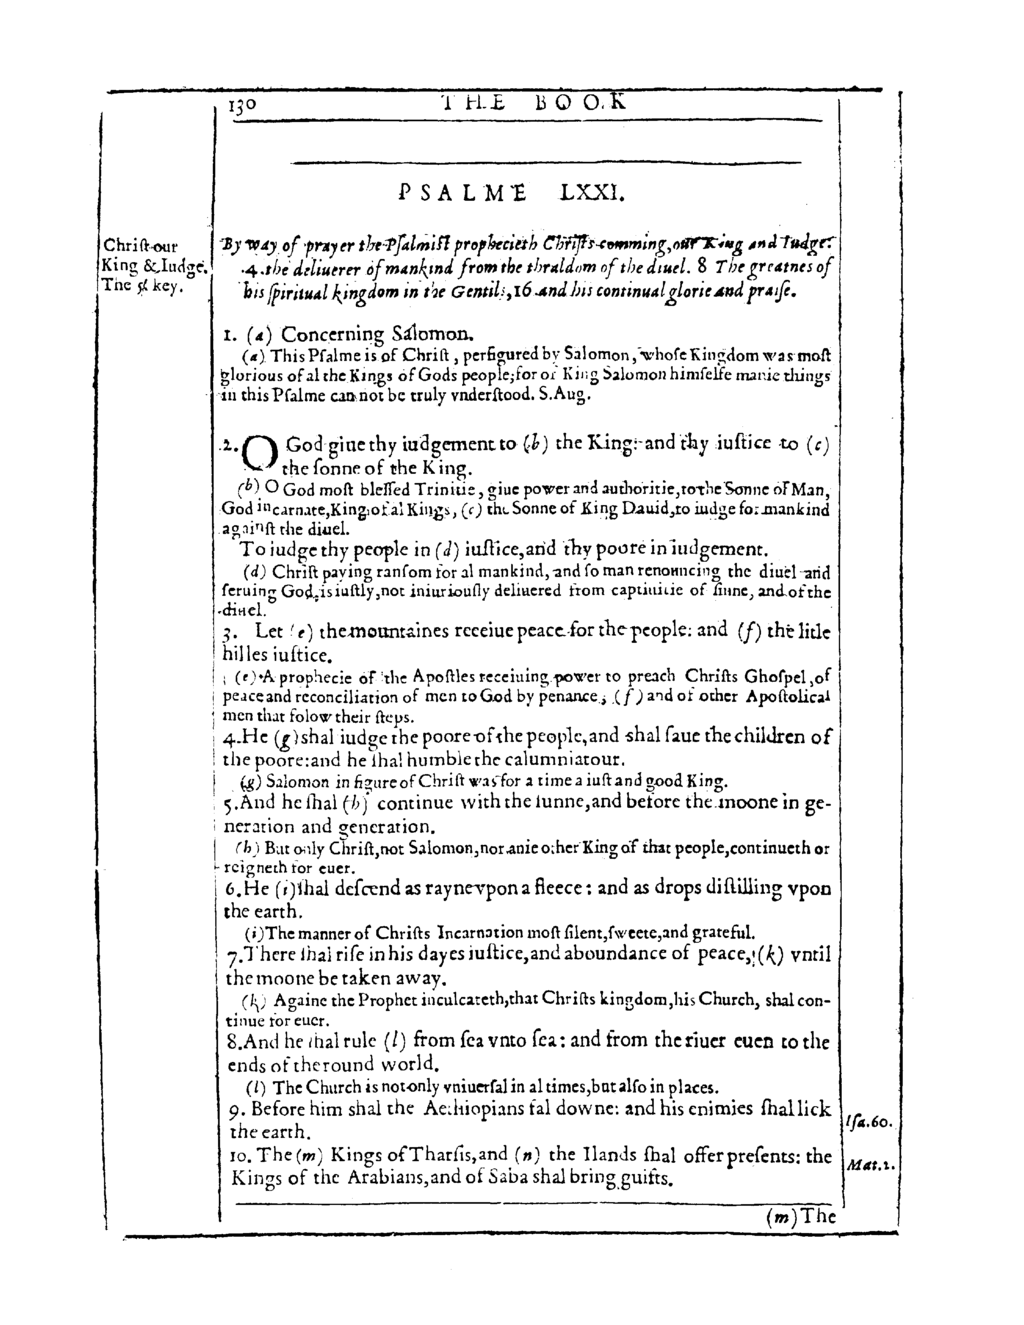 130 THE BOOK
PSALME LXXI.
Chriſt our
King & Iudge.
The 5 key.
By way of prayer the Pſalmiſt prophecieth Chriſts comming, our King and Iudge:
4. the deliuerer of mankind from the thraldom of the diuel. 8 The greatnes of
his ſpiritual kingdom in the Gentils, 16 and his continual glorie and praiſe.
1. (a) Concerning Salomon.
(a) This Pſalme is of Chriſt, perfigured by Salomon, whoſe Kingdom was moſt
glorious of al the Kings of Gods people; for of King Salomon himſelfe manie things
in this Pſalme can not be truly vnderſtood. S. Aug.
2. O God giue thy iudgement to (b) the King: and thy iuſtice to (c)
the ſonne of the King.
(b) O God moſt bleſſed Trinitie, giue power and authoritie, to the Sonne of Man,
God incarnate, King of al Kings, (c) the Sonne of King Dauid, to iudge for mankind
againſt the diuel.
To iudge thy people in (d) iuſtice, and thy poore in iudgement.
(d) Chriſt paying ranſom for al mankind, and ſo man renouncing the diuel and
ſeruing God, is iuſtly, not iniuriouſly deliuered from captiuitie of ſinne, and of the
diuel.
3. Let (e) the mountaines receiue peace for the people: and (f) the litle
hilles iuſtice.
(e) A prophecie of the Apoſtles receiuing power to preach Chriſts Ghoſpel, of
peace and reconciliation of men to God by penance; (f) and of other Apoſtolical
men that folow their ſteps.
4. He (g) shal iudge the poore of the people, and shal ſaue the children of
the poore: and he ſhal humble the calumniatour.
(g) Salomon in figure of Chriſt was for a time a iuſt and good King.
5. And he ſhal (h) continue with the ſunne, and before the moone in ge-
neration and generation.
(h) But only Chriſt, not Salomon, nor anie other King of that people, continueth or
reigneth for euer.
6. He (i) ſhal deſcend as rayne vpon a fleece: and as drops diſtilling vpon
the earth.
(i) The manner of Chriſts Incarnation moſt ſilent, ſweete, and grateful.
7. There ſhal riſe in his dayes iuſtice, and aboundance of peace, (k) vntil
the moone be taken away.
(k) Againe the Prophet inculcateth, that Chriſts kingdom, his Church, shal con-
tinue for euer.
8. And he ſhal rule (l) from ſea vnto ſea: and from the riuer euen to the
ends of the round world.
(l) The Church is not only vniuerſal in al times, but alſo in places.
9. Before him shal the Aethiopians fal downe: and his enimies ſhal lick
the earth.
Iſa. 60.
10. The (m) Kings of Tharſis, and (n) the Ilands ſhal offer preſents: the
Mat. 2.
Kings of the Arabians, and of Saba shal bring guifts.
(m) The